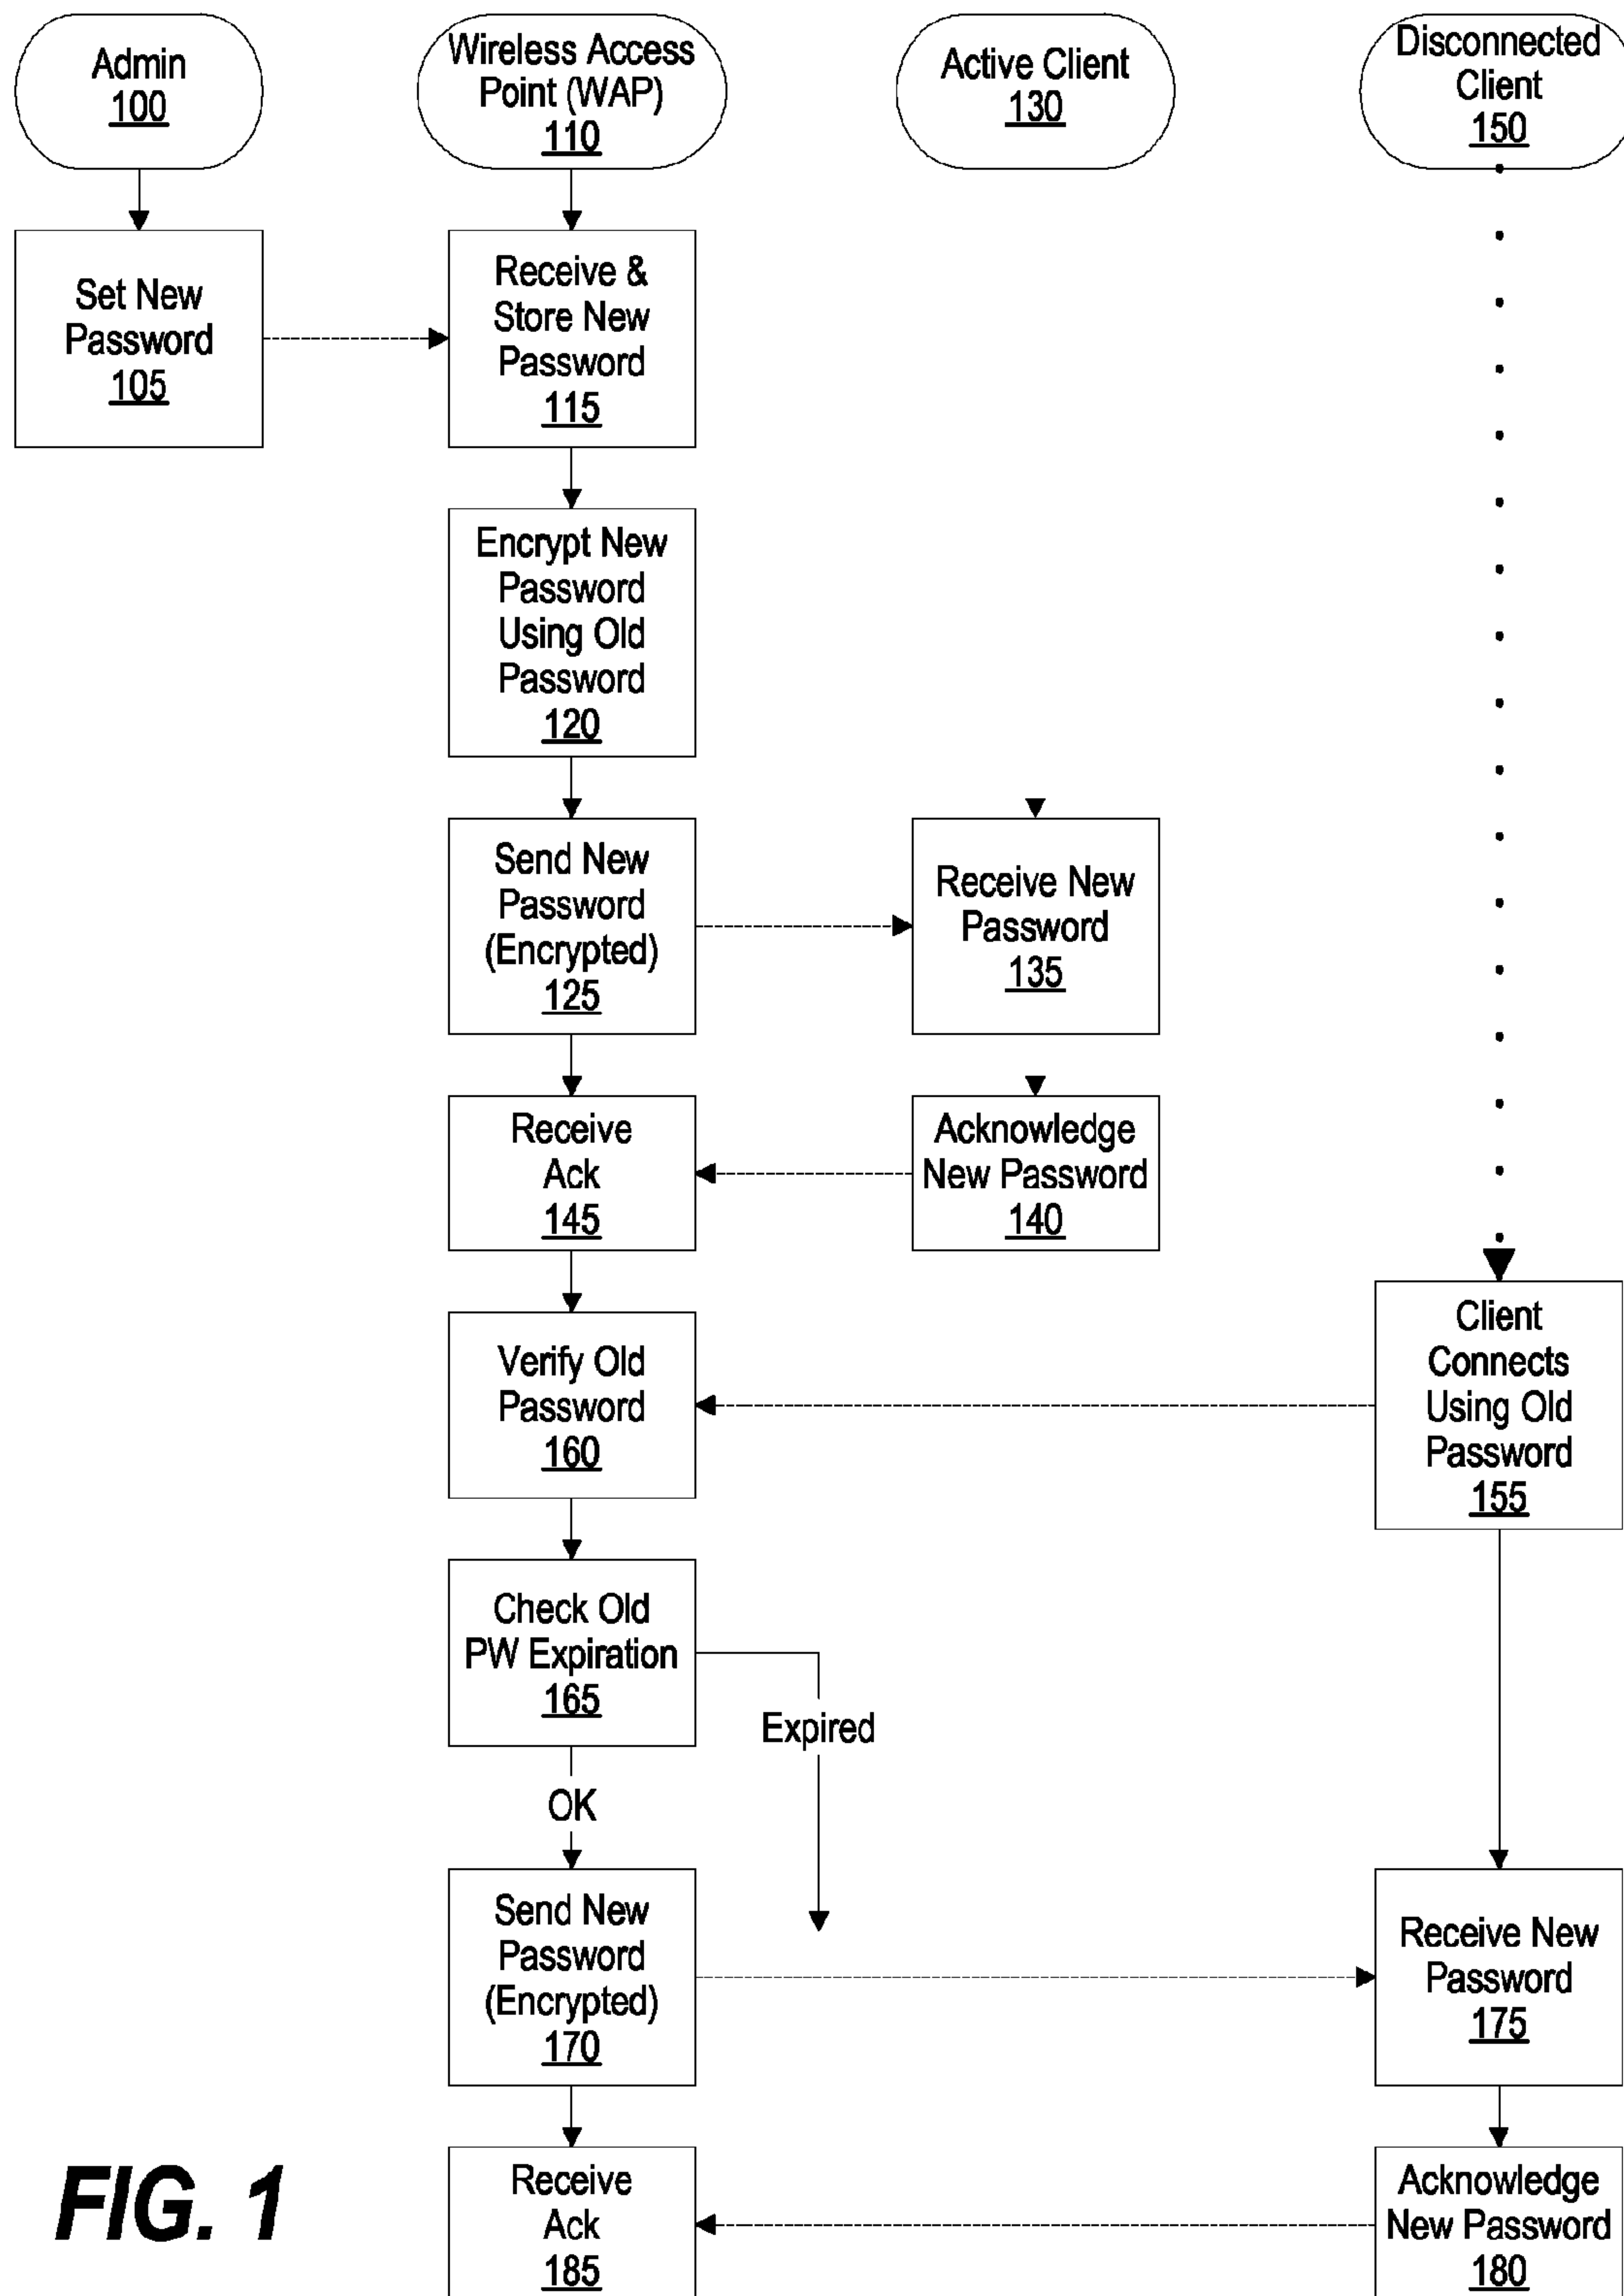 Admin
100
Wireless Access
Point (WAP)
110
Active Client
130
Disconnected
Client
150
Set New
Password
105
Receive &
Store New
Password
115
Encrypt New
Password
Using Old
Password
120
Send New
Password
(Encrypted)
125
Receive New
Password
135
Receive
Ack
145
Acknowledge
New Password
140
Verify Old
Password
160
Client
Connects
Using Old
Password
155
Check Old
PW Expiration
165
Expired
OK
Send New
Password
(Encrypted)
170
Receive New
Password
175
Receive
Ack
185
Acknowledge
New Password
180
FIG. 1